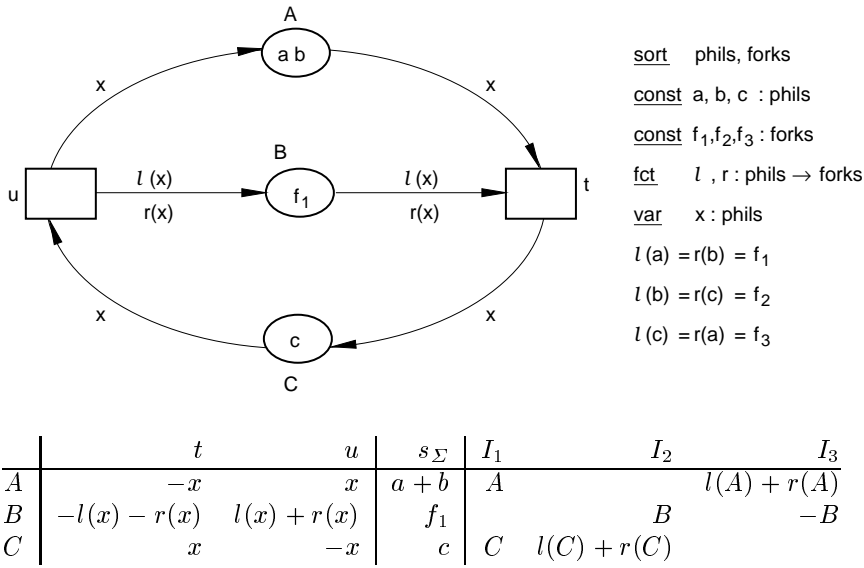 A
a b
x
x
B
u
l (x)
r(x)
f₁
l (x)
r(x)
t
x
x
c
C
sort phils, forks
const a, b, c : phils
const f₁,f₂,f₃ : forks
fct l , r : phils → forks
var x : phils
l (a) = r(b) = f₁
l (b) = r(c) = f₂
l (c) = r(a) = f₃
t u s_Σ I₁ I₂ I₃
A −x x a + b A l(A) + r(A)
B −l(x) − r(x) l(x) + r(x) f₁ B −B
C x −x c C l(C) + r(C)